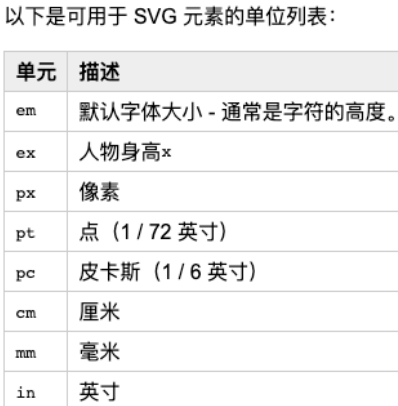 以下是可用于 SVG 元素的单位列表：
单元 描述
em 默认字体大小 - 通常是字符的高度。
ex 人物身高x
px 像素
pt 点（1 / 72 英寸）
pc 皮卡斯（1 / 6 英寸）
cm 厘米
mm 毫米
in 英寸